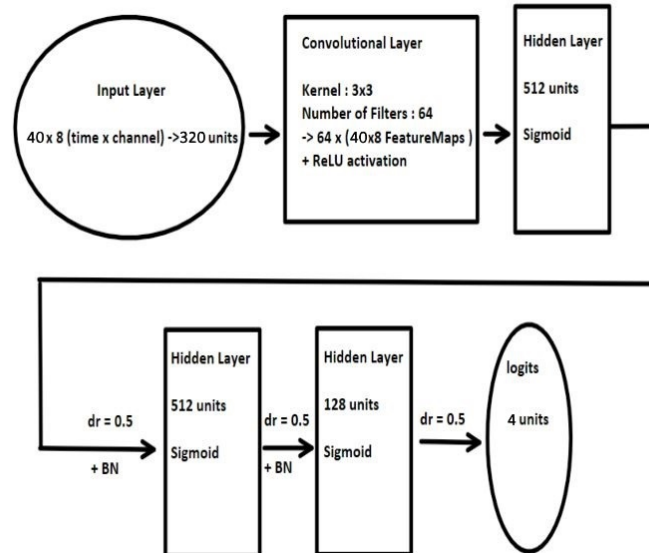 Input Layer
40 x 8 (time x channel) ->320 units
Convolutional Layer
Kernel : 3x3
Number of Filters : 64
-> 64 x (40x8 FeatureMaps )
+ ReLU activation
Hidden Layer
512 units
Sigmoid
dr = 0.5
+ BN
Hidden Layer
512 units
Sigmoid
dr = 0.5
+ BN
Hidden Layer
128 units
Sigmoid
dr = 0.5
logits
4 units